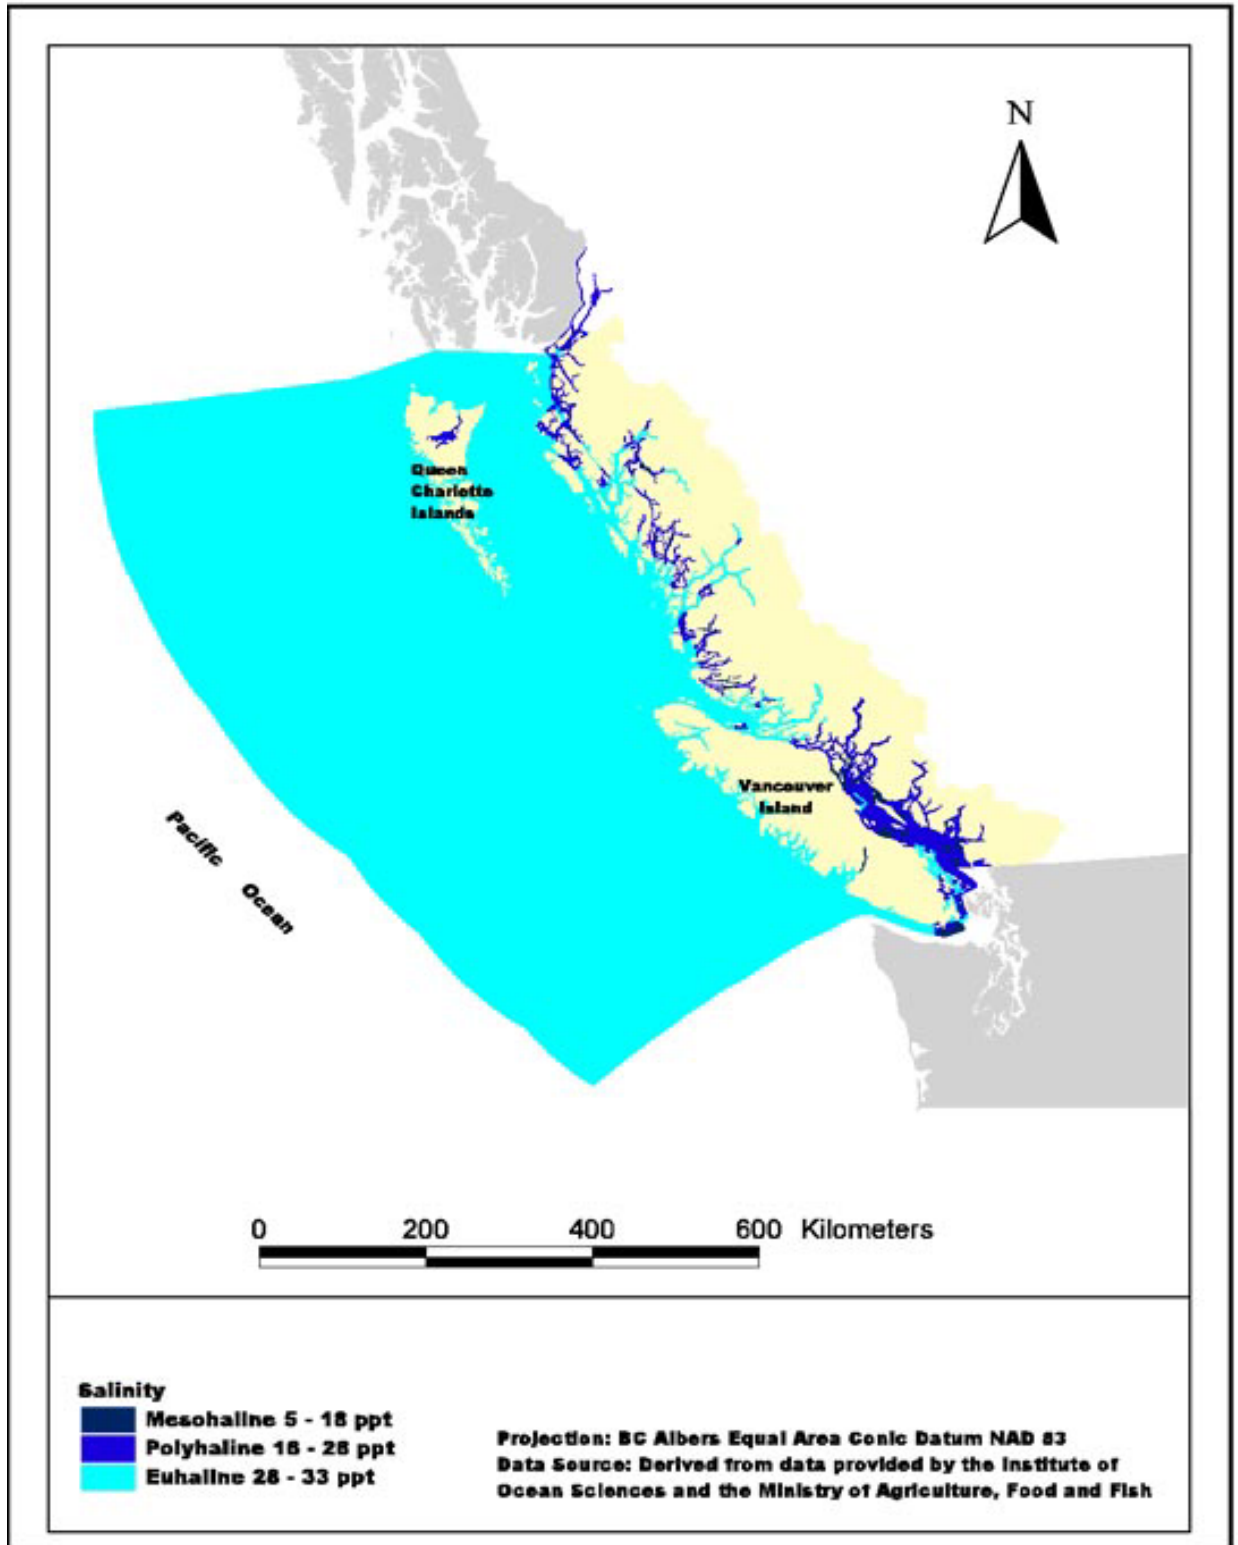 N
Queen
Charlotte
Islands
Vancouver
Island
Pacific Ocean
0 200 400 600 Kilometers
Salinity
Mesohaline 5 - 18 ppt
Polyhaline 18 - 28 ppt
Euhaline 28 - 33 ppt
Projection: BC Albers Equal Area Conic Datum NAD 83
Data Source: Derived from data provided by the Institute of
Ocean Sciences and the Ministry of Agriculture, Food and Fish